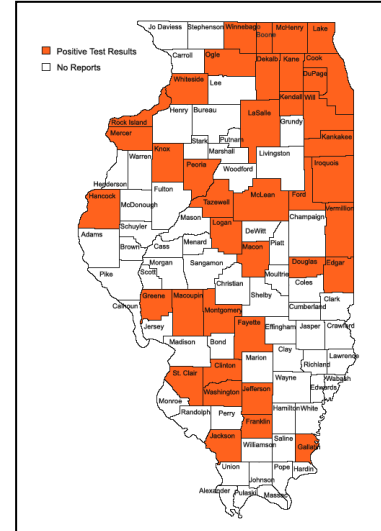 Positive Test Results
No Reports
Jo Daviess Stephenson Winnebago Boone McHenry Lake
Carroll Ogle Dekalb Kane Cook
DuPage
Whiteside Lee
Kendall Will
Henry Bureau LaSalle
Rock Island Grundy
Mercer Putnam Kankakee
Stark
Knox Marshall Livingston
Warren Peoria Iroquois
Woodford
Henderson Fulton
Hancock McDonough Tazewell McLean Ford
Mason Vermillion
Schuyler Logan Champaign
Adams DeWitt
Brown Cass Menard Macon Piatt
Morgan Douglas Edgar
Pike Scott Sangamon Moultrie
Christian Coles
Greene Macoupin Shelby Clark
Calhoun Montgomery Cumberland
Jersey Fayette Effingham Jasper Crawford
Madison Bond
Clay Lawrence
Marion Richland
Clinton
St. Clair Wayne Wabash
Washington Jefferson Edwards
Monroe
Randolph Perry Hamilton White
Franklin
Jackson Saline Gallatin
Williamson
Union Pope Hardin
Johnson
Alexander Pulaski Massac